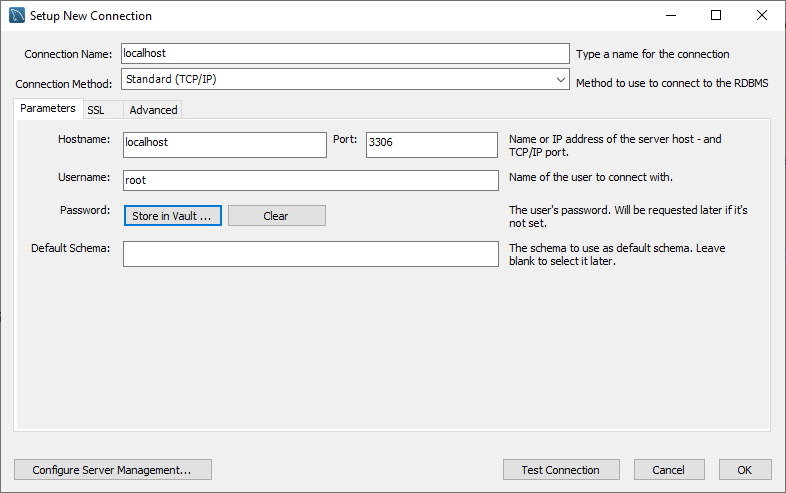 Setup New Connection
Connection Name: localhost Type a name for the connection
Connection Method: Standard (TCP/IP) Method to use to connect to the RDBMS
Parameters SSL Advanced
Hostname: localhost Port: 3306 Name or IP address of the server host - and
TCP/IP port.
Username: root Name of the user to connect with.
Password: Store in Vault ... Clear The user's password. Will be requested later if it's
not set.
Default Schema: The schema to use as default schema. Leave
blank to select it later.
Configure Server Management... Test Connection Cancel OK